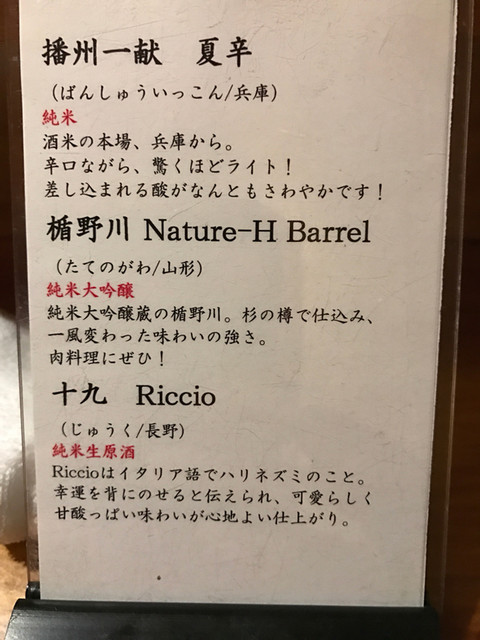 播州一献　夏辛
（ばんしゅういっこん/兵庫）
純米
酒米の本場、兵庫から。
辛口ながら、驚くほどライト！
差し込まれる酸がなんともさわやかです！
楯野川 Nature-H Barrel
（たてのがわ/山形）
純米大吟醸
純米大吟醸蔵の楯野川。杉の樽で仕込み、
一風変わった味わいの強さ。
肉料理にぜひ！
十九　Riccio
（じゅうく/長野）
純米生原酒
Riccioはイタリア語でハリネズミのこと。
幸運を背にのせると伝えられ、可愛らしく
甘酸っぱい味わいが心地よい仕上がり。